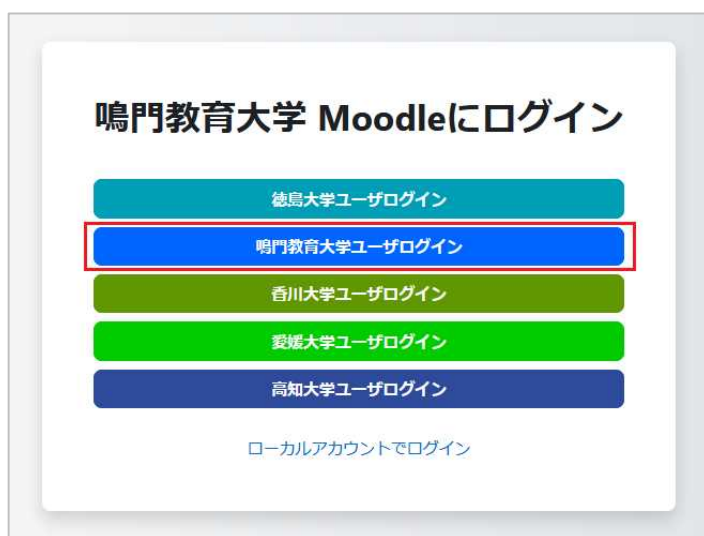 鳴門教育大学 Moodleにログイン
徳島大学ユーザログイン
鳴門教育大学ユーザログイン
香川大学ユーザログイン
愛媛大学ユーザログイン
高知大学ユーザログイン
ローカルアカウントでログイン